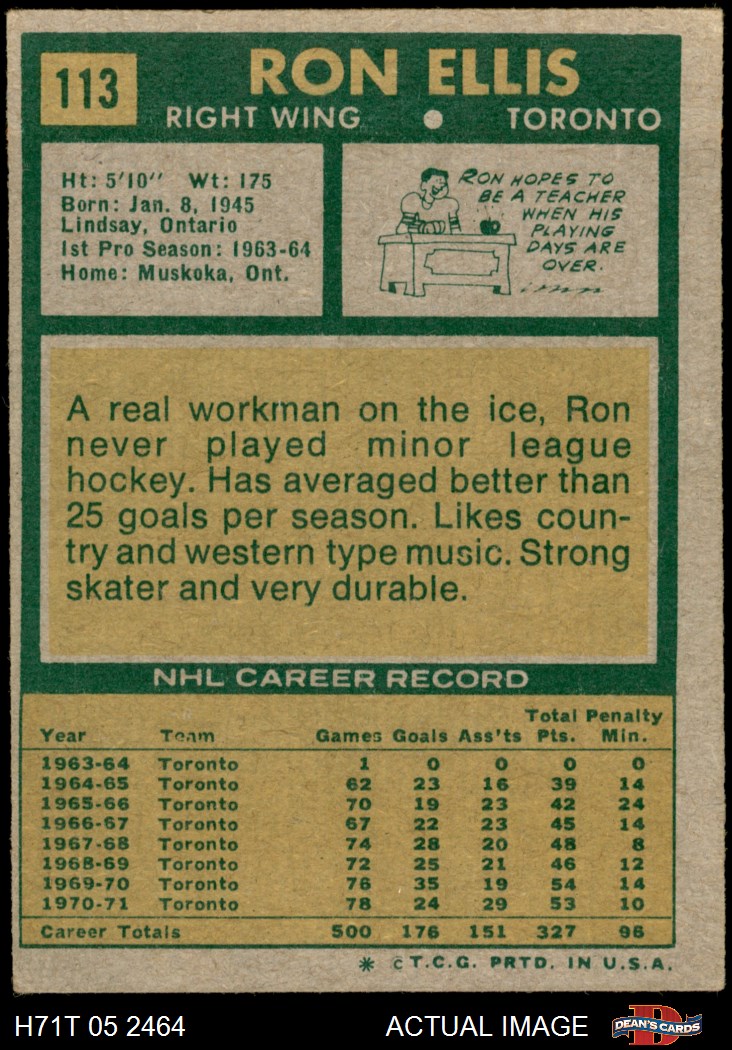 113
RON ELLIS
RIGHT WING • TORONTO
Ht: 5'10" Wt: 175
Born: Jan. 8, 1945
Lindsay, Ontario
1st Pro Season: 1963-64
Home: Muskoka, Ont.
RON HOPES TO
BE A TEACHER
WHEN HIS
PLAYING
DAYS ARE
OVER.
A real workman on the ice, Ron
never played minor league
hockey. Has averaged better than
25 goals per season. Likes coun-
try and western type music. Strong
skater and very durable.
NHL CAREER RECORD
Year Team Games Goals Ass'ts Total Pts. Penalty Min.
1963-64 Toronto 1 0 0 0 0
1964-65 Toronto 62 23 16 39 14
1965-66 Toronto 70 19 23 42 24
1966-67 Toronto 67 22 23 45 14
1967-68 Toronto 74 28 20 48 8
1968-69 Toronto 72 25 21 46 12
1969-70 Toronto 76 35 19 54 14
1970-71 Toronto 78 24 29 53 10
Career Totals 500 176 151 327 96
* © T.C.G. PRTD. IN U.S.A.
H71T 05 2464 ACTUAL IMAGE
D
DEAN'S CARDS